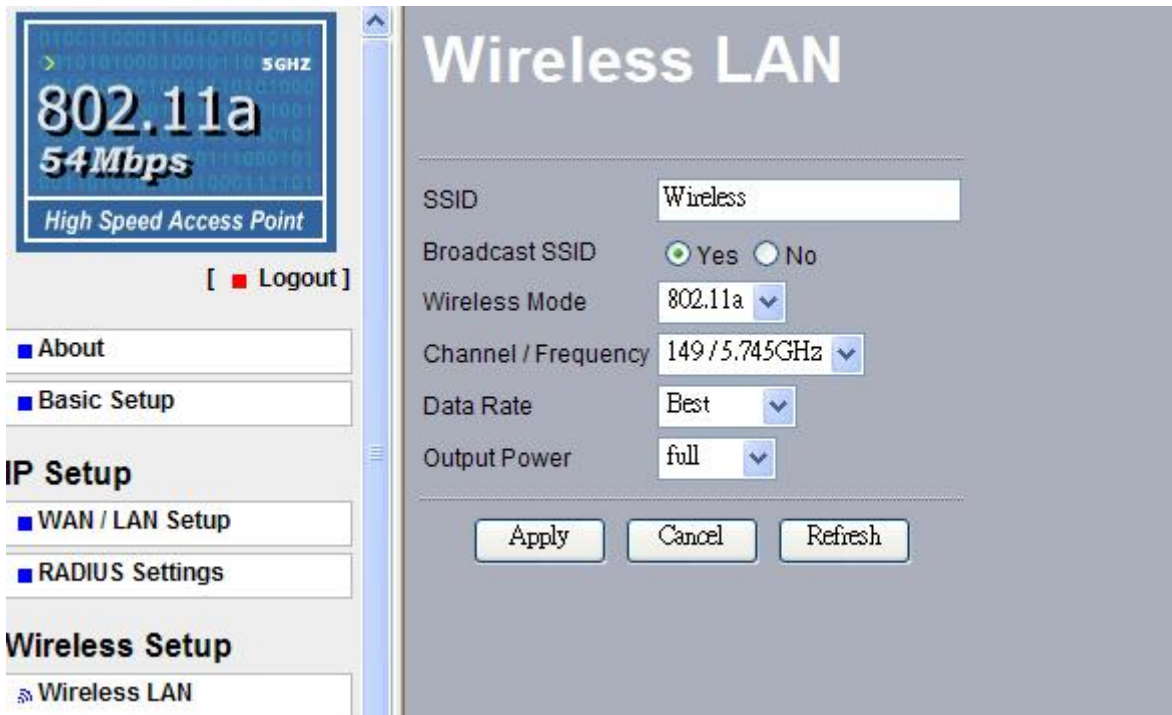 5GHZ
802.11a
54Mbps
High Speed Access Point
[ Logout ]
About
Basic Setup
IP Setup
WAN / LAN Setup
RADIUS Settings
Wireless Setup
Wireless LAN
Wireless LAN
SSID Wireless
Broadcast SSID Yes No
Wireless Mode 802.11a
Channel / Frequency 149 / 5.745GHz
Data Rate Best
Output Power full
Apply Cancel Refresh